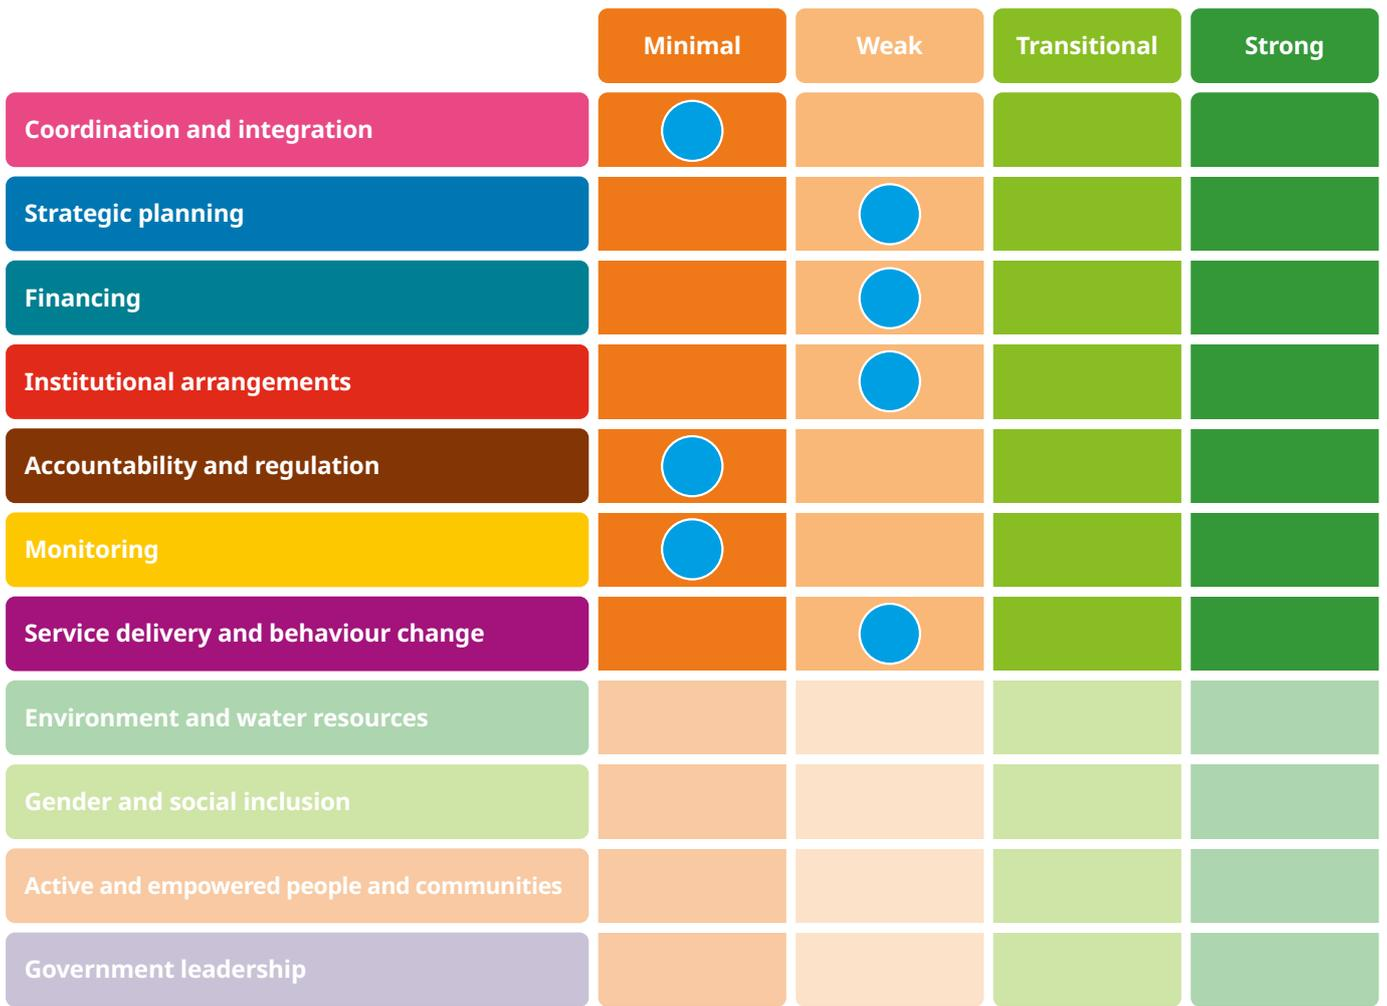 Minimal Weak Transitional Strong
Coordination and integration
Strategic planning
Financing
Institutional arrangements
Accountability and regulation
Monitoring
Service delivery and behaviour change
Environment and water resources
Gender and social inclusion
Active and empowered people and communities
Government leadership